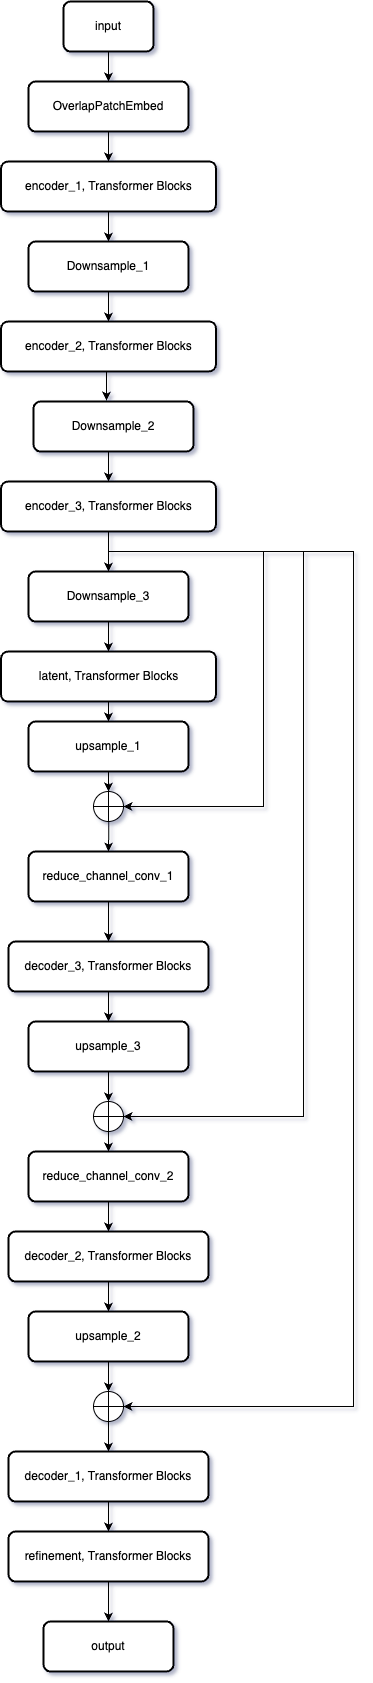 input
OverlapPatchEmbed
encoder_1, Transformer Blocks
Downsample_1
encoder_2, Transformer Blocks
Downsample_2
encoder_3, Transformer Blocks
Downsample_3
latent, Transformer Blocks
upsample_1
reduce_channel_conv_1
decoder_3, Transformer Blocks
upsample_3
reduce_channel_conv_2
decoder_2, Transformer Blocks
upsample_2
decoder_1, Transformer Blocks
refinement, Transformer Blocks
output